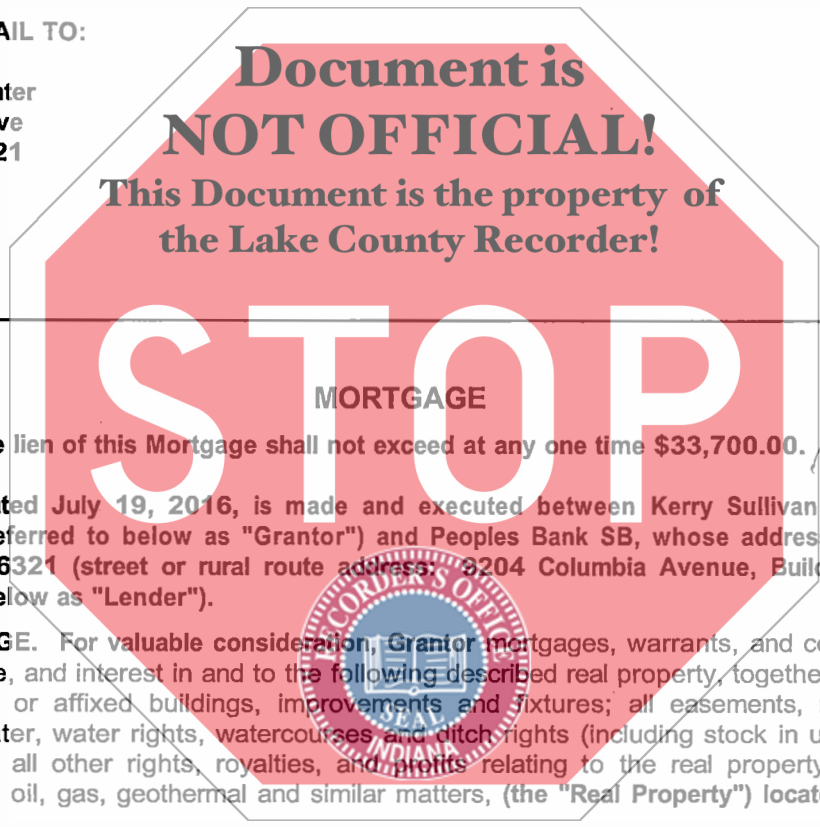 AIL TO:
Document is
nter
ve
NOT OFFICIAL!
21
This Document is the property of
the Lake County Recorder!
STOP
MORTGAGE
e lien of this Mortgage shall not exceed at any one time $33,700.00.
ted July 19, 2016, is made and executed between Kerry Sullivan
eferred to below as "Grantor") and Peoples Bank SB, whose addres
6321 (street or rural route address: 9204 Columbia Avenue, Build
elow as "Lender").
GE. For valuable consideration, Grantor mortgages, warrants, and co
e, and interest in and to the following described real property, togethe
or affixed buildings, improvements and fixtures; all easements,
ter, water rights, watercourses and ditch rights (including stock in u
all other rights, royalties, and profits relating to the real property
oil, gas, geothermal and similar matters, (the "Real Property") locat
RECORDER'S OFFICE
SEAL
INDIANA